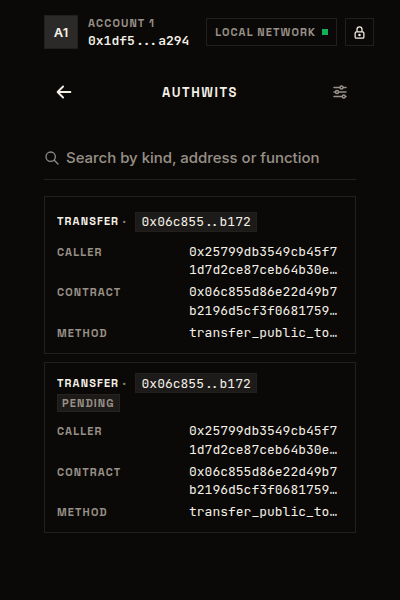 A1
ACCOUNT 1
0x1df5...a294
LOCAL NETWORK
AUTHWITS
Search by kind, address or function
TRANSFER · 0x06c855..b172
CALLER 0x25799db3549cb45f7
1d7d2ce87ceb64b30e…
CONTRACT 0x06c855d86e22d49b7
b2196d5cf3f0681759…
METHOD transfer_public_to…
TRANSFER · 0x06c855..b172
PENDING
CALLER 0x25799db3549cb45f7
1d7d2ce87ceb64b30e…
CONTRACT 0x06c855d86e22d49b7
b2196d5cf3f0681759…
METHOD transfer_public_to…